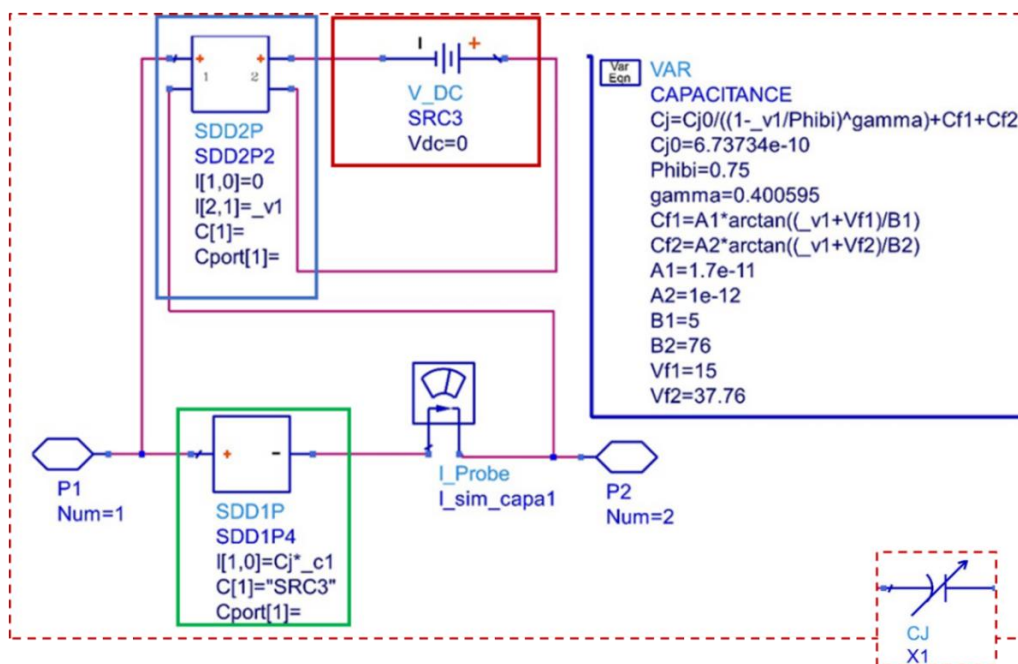 +
1
2
SDD2P
SDD2P2
I[1,0]=0
I[2,1]=_v1
C[1]=
Cport[1]=
I
+
V_DC
SRC3
Vdc=0
Var
Eqn
VAR
CAPACITANCE
Cj=Cj0/((1-_v1/Phibi)^gamma)+Cf1+Cf2
Cj0=6.73734e-10
Phibi=0.75
gamma=0.400595
Cf1=A1*arctan((_v1+Vf1)/B1)
Cf2=A2*arctan((_v1+Vf2)/B2)
A1=1.7e-11
A2=1e-12
B1=5
B2=76
Vf1=15
Vf2=37.76
P1
Num=1
+
-
SDD1P
SDD1P4
I[1,0]=Cj*_c1
C[1]="SRC3"
Cport[1]=
I_Probe
I_sim_capa1
P2
Num=2
CJ
X1